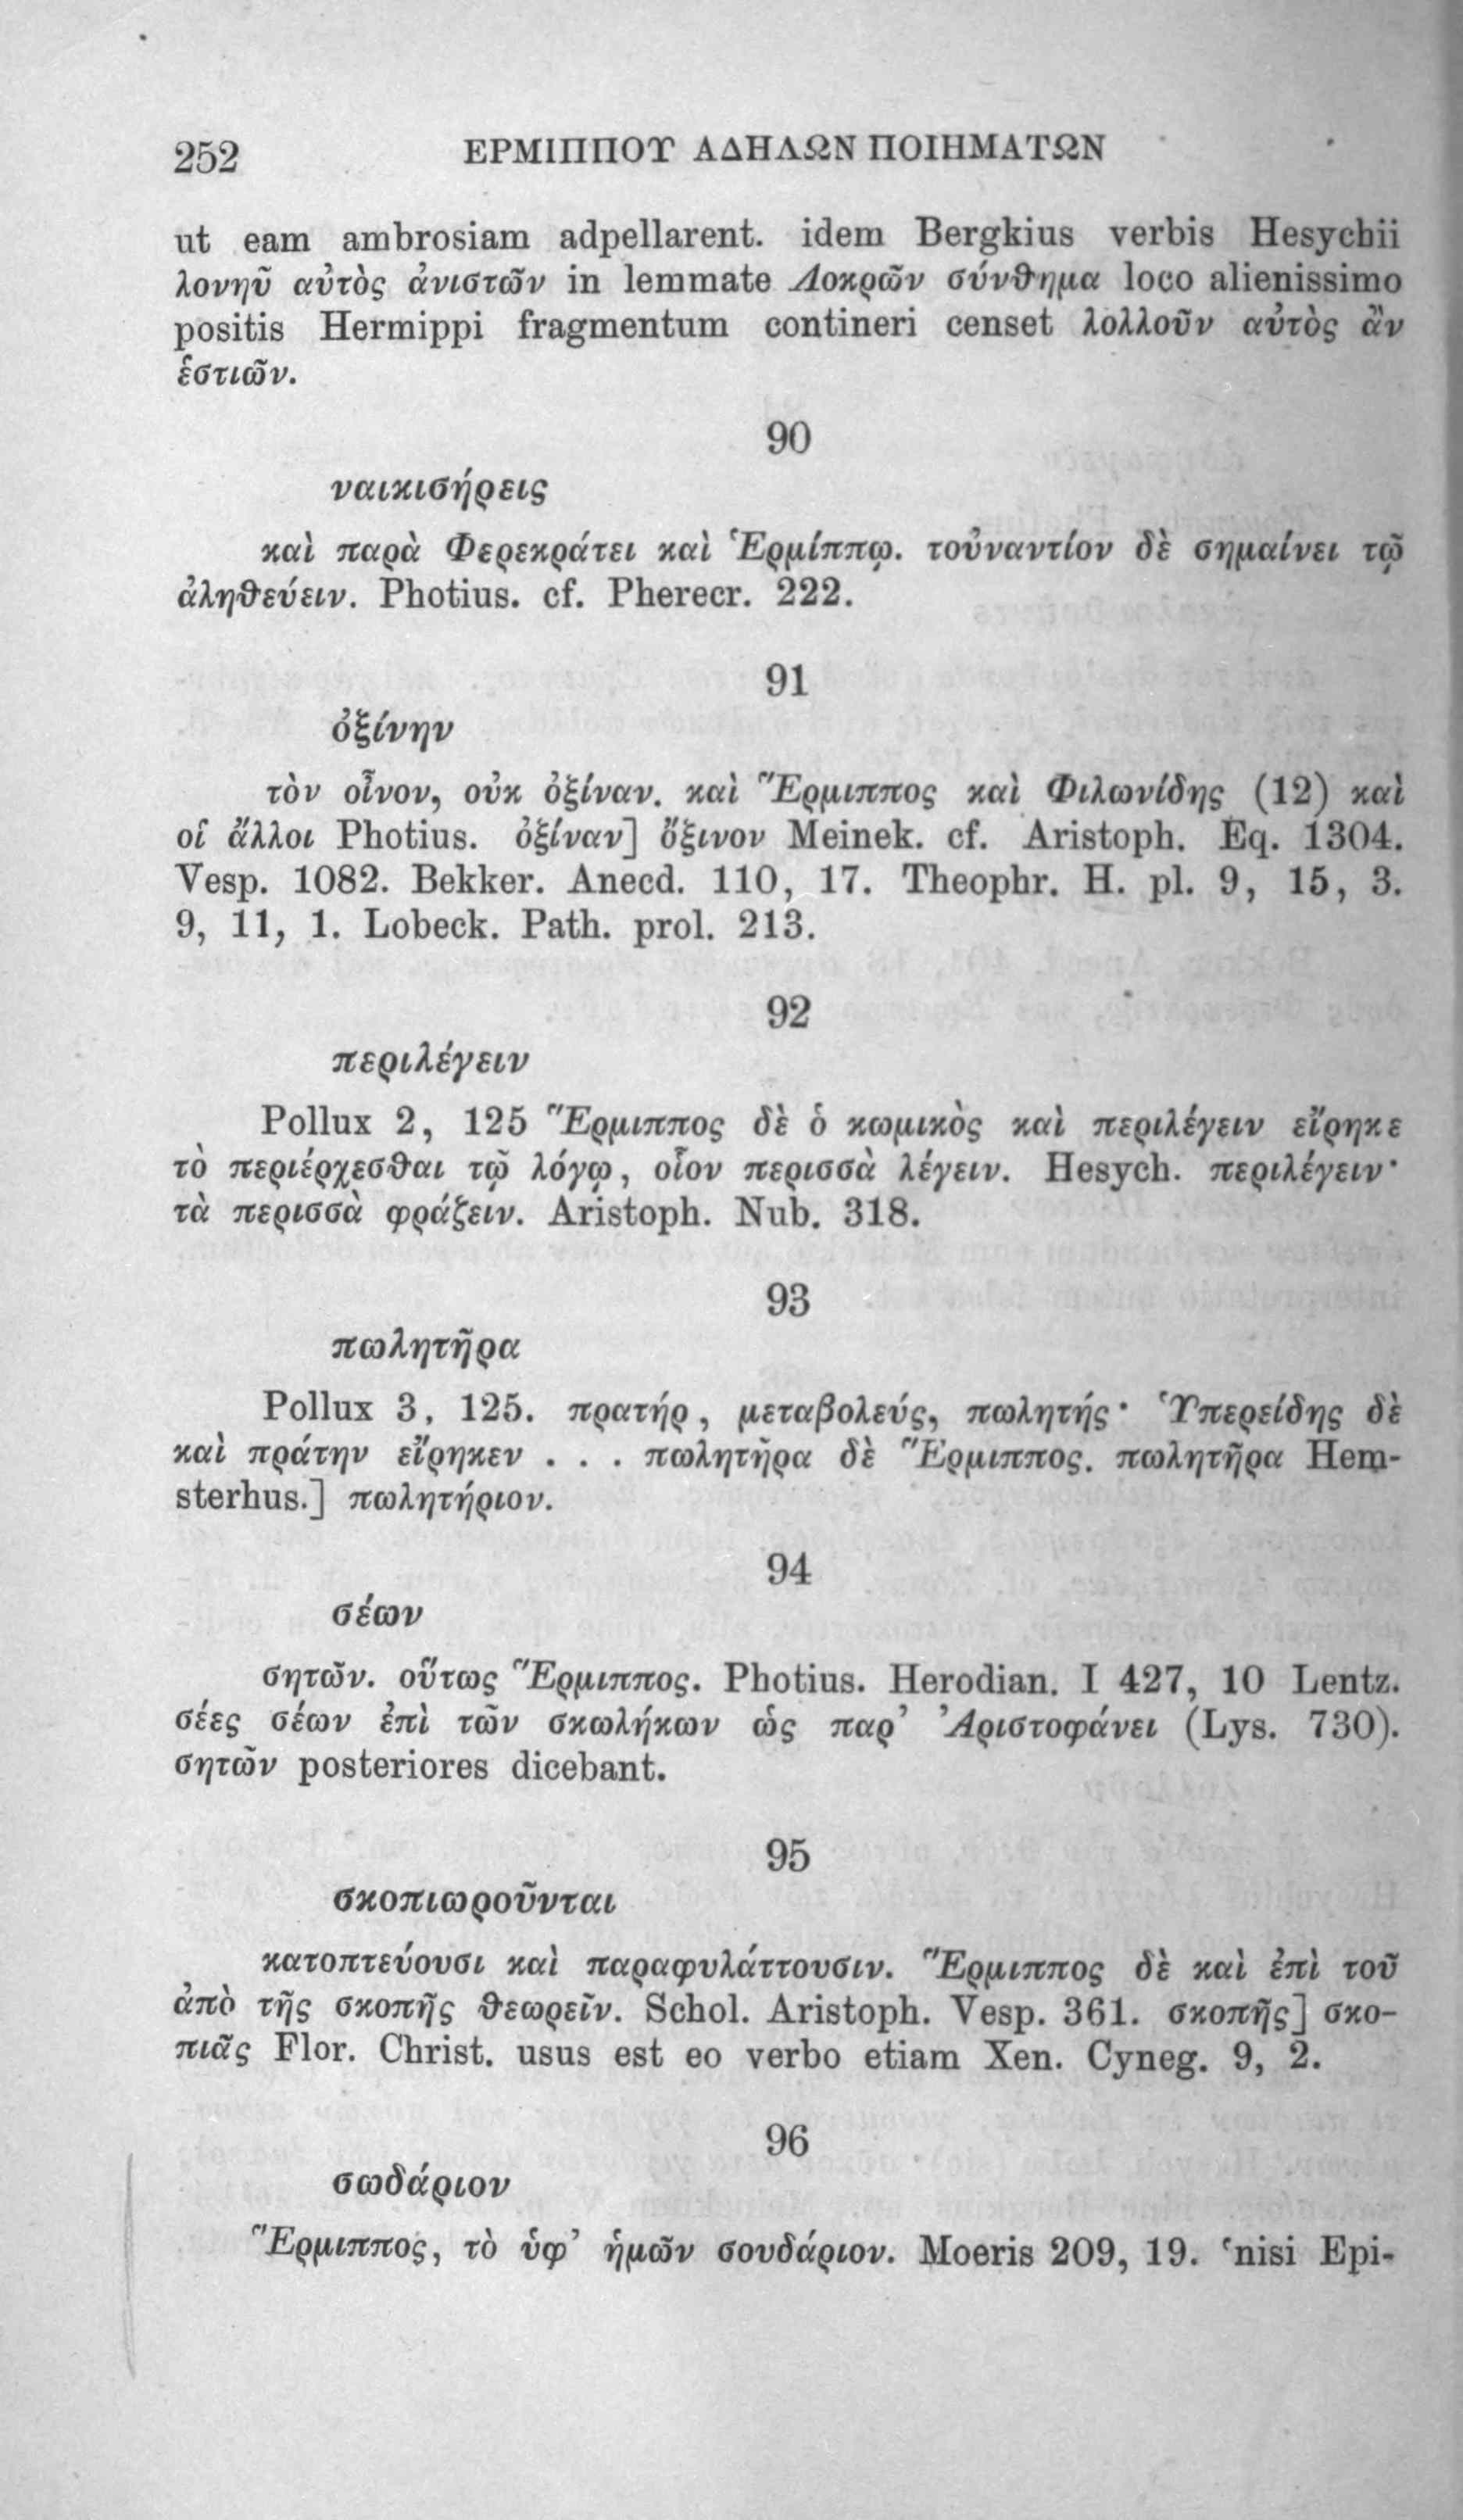 252 ΕΡΜΙΠΠΟΥ ΑΔΗΛΩΝ ΠΟΙΗΜΑΤΩΝ
ut eam ambrosiam adpellarent. idem Bergkius verbis Hesychii
λονηῦ αὐτὸς ἀνιστῶν in lemmate Λοκρῶν σύνθημα loco alienissimo
positis Hermippi fragmentum contineri censet λολλοῦν αὐτὸς ἂν
ἑστιῶν.
90
ναικισήρεις
καὶ παρὰ Φερεκράτει καὶ Ἑρμίππῳ. τοὐναντίον δὲ σημαίνει τῷ
ἀληθεύειν. Photius. cf. Pherecr. 222.
91
ὀξίνην
τὸν οἶνον, οὐκ ὀξίναν. καὶ Ἕρμιππος καὶ Φιλωνίδης (12) καὶ
οἱ ἄλλοι Photius. ὀξίναν] ὄξινον Meinek. cf. Aristoph. Eq. 1304.
Vesp. 1082. Bekker. Anecd. 110, 17. Theophr. H. pl. 9, 15, 3.
9, 11, 1. Lobeck. Path. prol. 213.
92
περιλέγειν
Pollux 2, 125 Ἕρμιππος δὲ ὁ κωμικὸς καὶ περιλέγειν εἴρηκε
τὸ περιέρχεσθαι τῷ λόγῳ, οἷον περισσὰ λέγειν. Hesych. περιλέγειν·
τὰ περισσὰ φράζειν. Aristoph. Nub. 318.
93
πωλητῆρα
Pollux 3, 125. πρατήρ, μεταβολεύς, πωλητής· Ὑπερείδης δὲ
καὶ πράτην εἴρηκεν . . . πωλητῆρα δὲ Ἕρμιππος. πωλητῆρα Hem-
sterhus.] πωλητήριον.
94
σέων
σητῶν. οὕτως Ἕρμιππος. Photius. Herodian. I 427, 10 Lentz.
σέες σέων ἐπὶ τῶν σκωλήκων ὡς παρ’ Ἀριστοφάνει (Lys. 730).
σητῶν posteriores dicebant.
95
σκοπιωροῦνται
κατοπτεύουσι καὶ παραφυλάττουσιν. Ἕρμιππος δὲ καὶ ἐπὶ τοῦ
ἀπὸ τῆς σκοπῆς θεωρεῖν. Schol. Aristoph. Vesp. 361. σκοπῆς] σκο-
πιᾶς Flor. Christ. usus est eo verbo etiam Xen. Cyneg. 9, 2.
96
σωδάριον
Ἕρμιππος, τὸ ὑφ’ ἡμῶν σουδάριον. Moeris 209, 19. ‘nisi Epi-